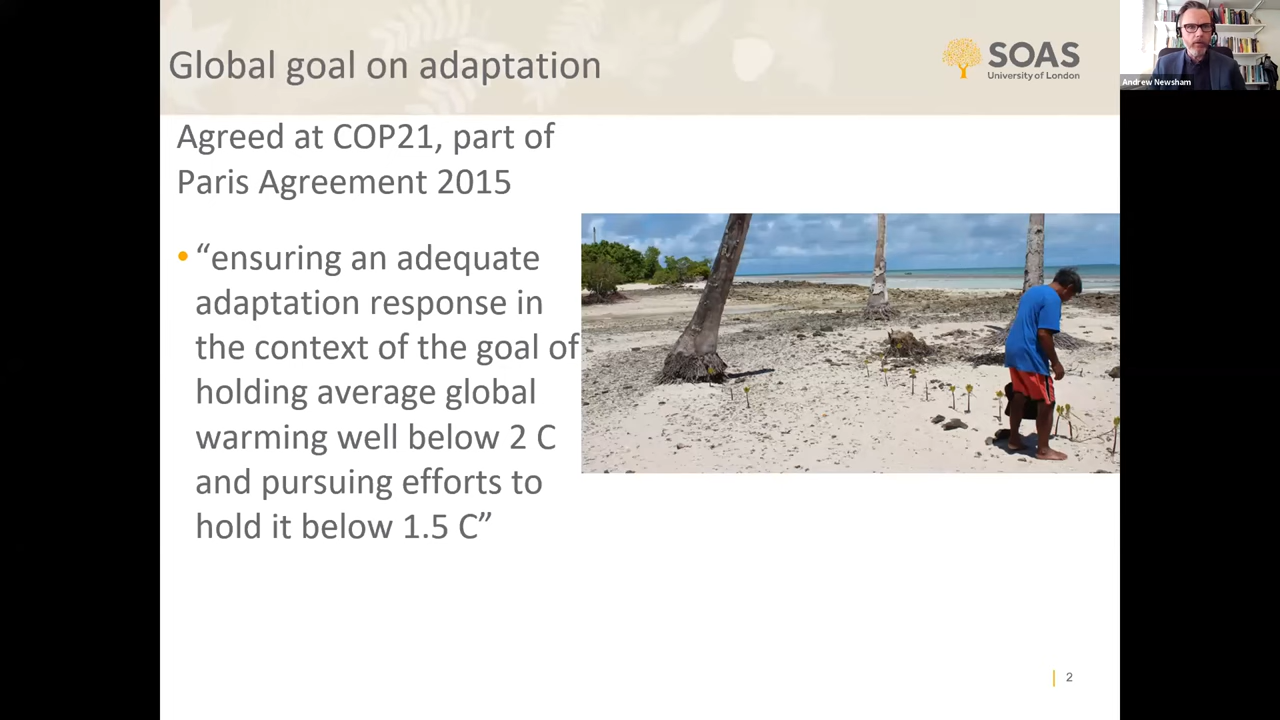 Global goal on adaptation
SOAS
University of London
Andrew Newsham
Agreed at COP21, part of
Paris Agreement 2015
• “ensuring an adequate
adaptation response in
the context of the goal of
holding average global
warming well below 2 C
and pursuing efforts to
hold it below 1.5 C”
2